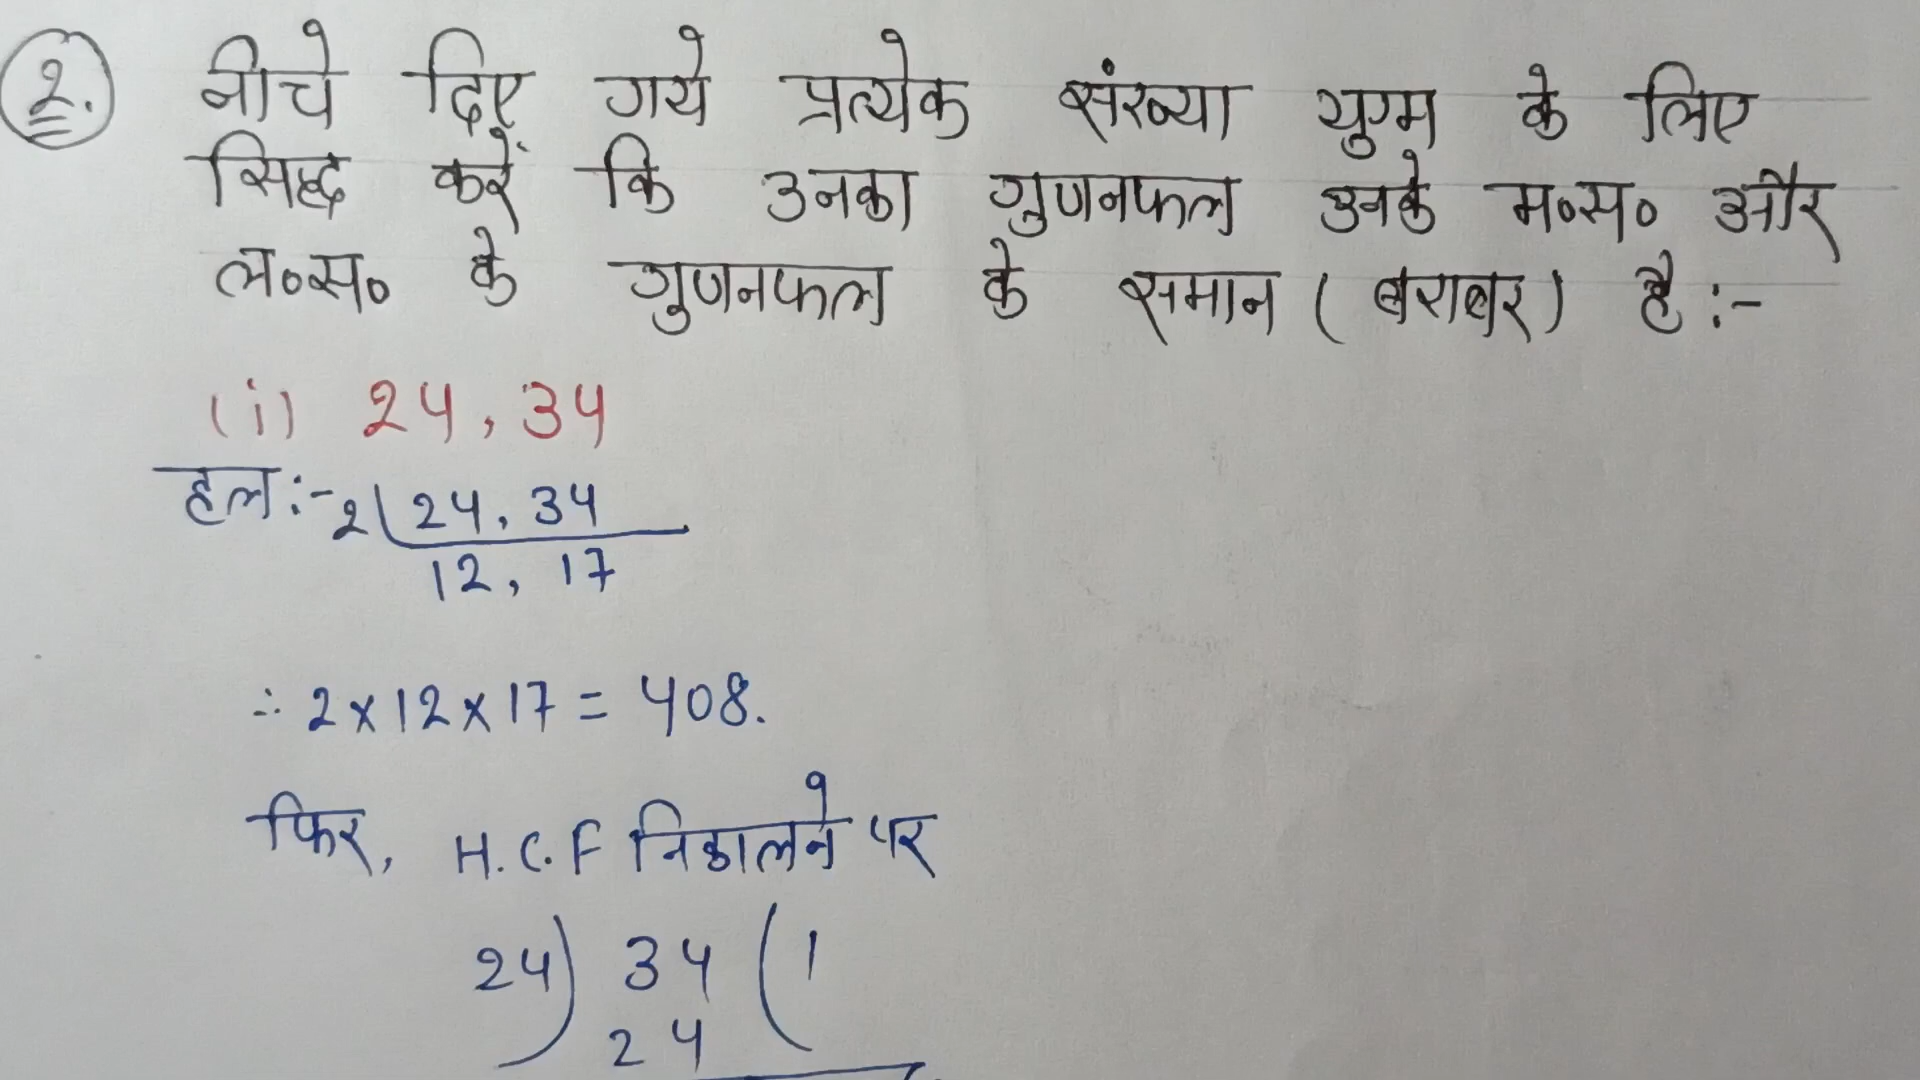 2. नीचे दिए गये प्रत्येक संख्या युग्म के लिए
सिद्ध करें कि उनका गुणनफल उनके म०स० और
ल०स० के गुणनफल के समान ( बराबर ) है :-
(i) 24, 34
हल :- 2 24, 34
12, 17
∴ 2 × 12 × 17 = 408.
फिर, H.C.F निकालने पर
24) 34 (1
24